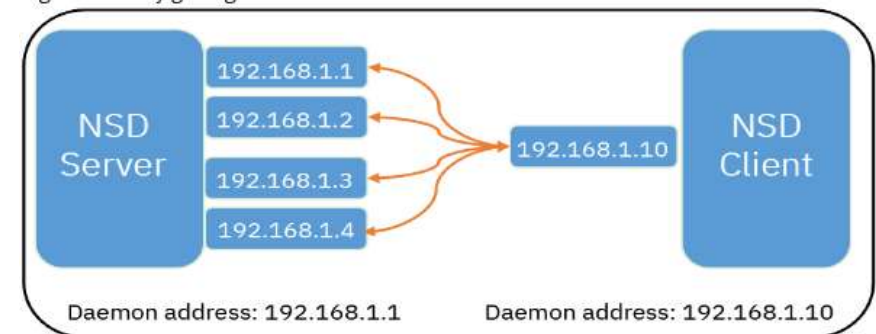 NSD
Server
192.168.1.1
192.168.1.2
192.168.1.3
192.168.1.4
192.168.1.10
NSD
Client
Daemon address: 192.168.1.1
Daemon address: 192.168.1.10